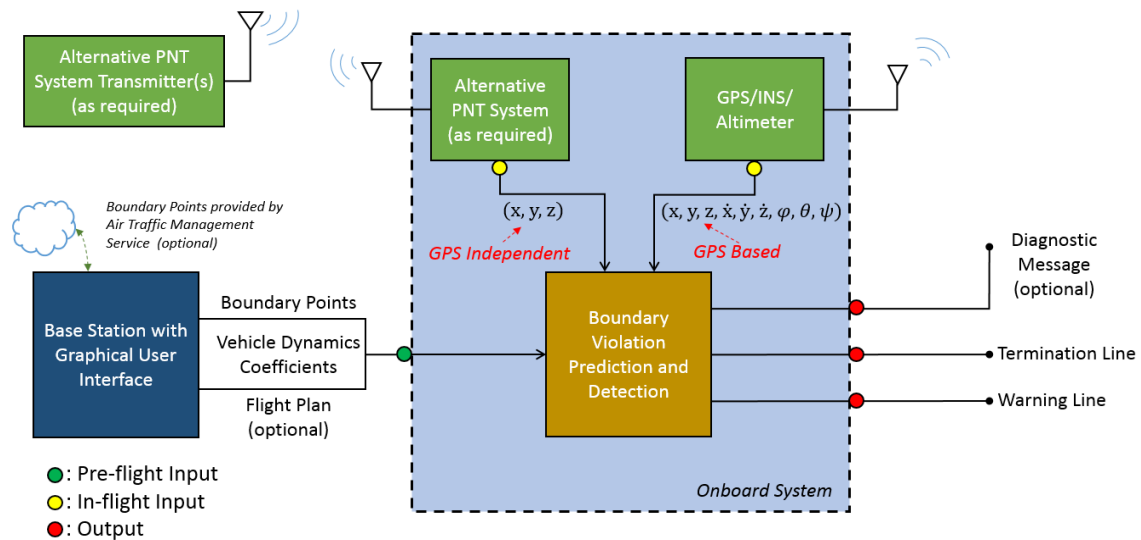 Alternative PNT
System Transmitter(s)
(as required)
Alternative
PNT System
(as required)
GPS/INS/
Altimeter
(x, y, z)
GPS Independent
(x, y, z, ẋ, ẏ, ż, φ, θ, ψ)
GPS Based
Boundary Points provided by
Air Traffic Management
Service (optional)
Base Station with
Graphical User
Interface
Boundary Points
Vehicle Dynamics
Coefficients
Flight Plan
(optional)
Boundary
Violation
Prediction and
Detection
Diagnostic
Message
(optional)
Termination Line
Warning Line
: Pre-flight Input
: In-flight Input
: Output
Onboard System